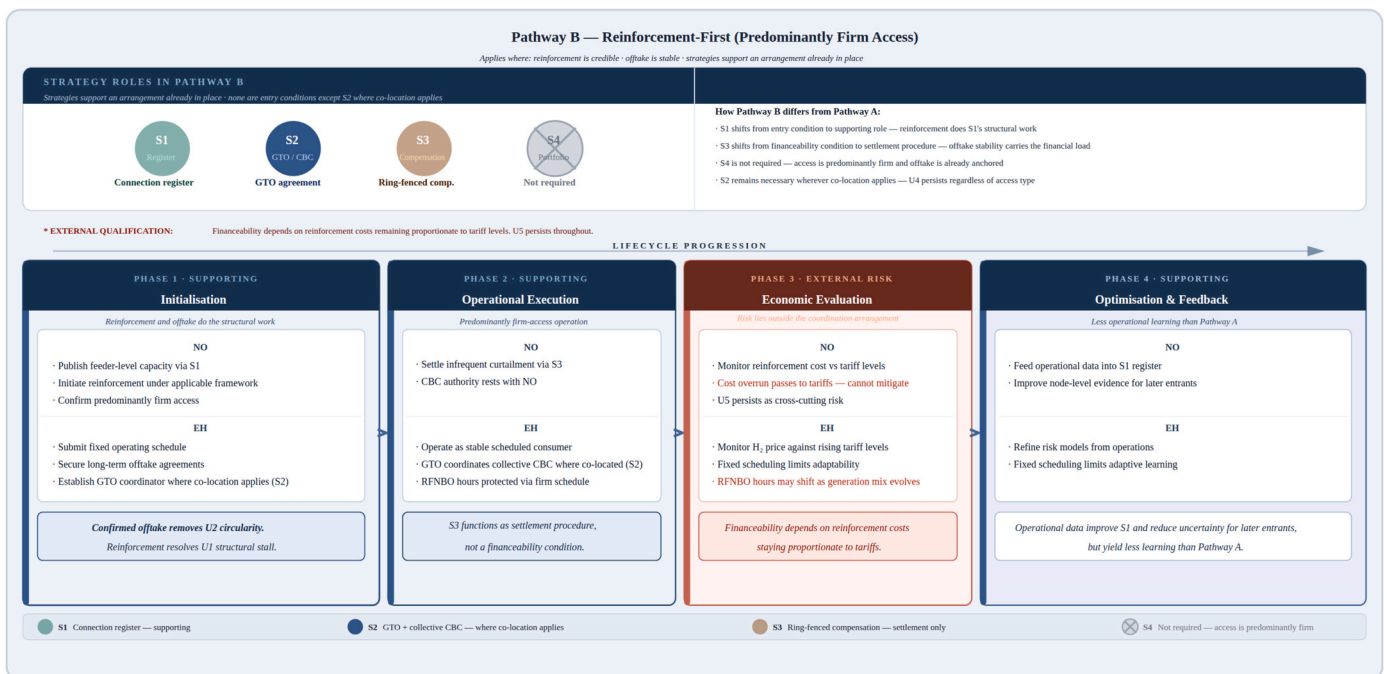 Pathway B — Reinforcement-First (Predominantly Firm Access)
Applies where: reinforcement is credible · offtake is stable · strategies support an arrangement already in place
STRATEGY ROLES IN PATHWAY B
Strategies support an arrangement already in place · none are entry conditions except S2 where co-location applies
S1
Register
Connection register
S2
GTO / CBC
GTO agreement
S3
Compensation
Ring-fenced comp.
S4
Portfolio
Not required
How Pathway B differs from Pathway A:
· S1 shifts from entry condition to supporting role — reinforcement does S1's structural work
· S3 shifts from financeability condition to settlement procedure — offtake stability carries the financial load
· S4 is not required — access is predominantly firm and offtake is already anchored
· S2 remains necessary wherever co-location applies — U4 persists regardless of access type
* EXTERNAL QUALIFICATION: Financeability depends on reinforcement costs remaining proportionate to tariff levels. U5 persists throughout.
LIFECYCLE PROGRESSION
PHASE 1 · SUPPORTING
Initialisation
Reinforcement and offtake do the structural work
NO
· Publish feeder-level capacity via S1
· Initiate reinforcement under applicable framework
· Confirm predominantly firm access
EH
· Submit fixed operating schedule
· Secure long-term offtake agreements
· Establish GTO coordinator where co-location applies (S2)
Confirmed offtake removes U2 circularity.
Reinforcement resolves U1 structural stall.
PHASE 2 · SUPPORTING
Operational Execution
Predominantly firm-access operation
NO
· Settle infrequent curtailment via S3
· CBC authority rests with NO
EH
· Operate as stable scheduled consumer
· GTO coordinates collective CBC where co-located (S2)
· RFNBO hours protected via firm schedule
S3 functions as settlement procedure,
not a financeability condition.
PHASE 3 · EXTERNAL RISK
Economic Evaluation
Risk lies outside the coordination arrangement
NO
· Monitor reinforcement cost vs tariff levels
· Cost overrun passes to tariffs — cannot mitigate
· U5 persists as cross-cutting risk
EH
· Monitor H₂ price against rising tariff levels
· Fixed scheduling limits adaptability
· RFNBO hours may shift as generation mix evolves
Financeability depends on reinforcement costs
staying proportionate to tariffs.
PHASE 4 · SUPPORTING
Optimisation & Feedback
Less operational learning than Pathway A
NO
· Feed operational data into S1 register
· Improve node-level evidence for later entrants
EH
· Refine risk models from operations
· Fixed scheduling limits adaptive learning
Operational data improve S1 and reduce uncertainty for later entrants,
but yield less learning than Pathway A.
S1 Connection register — supporting
S2 GTO + collective CBC — where co-location applies
S3 Ring-fenced compensation — settlement only
S4 Not required — access is predominantly firm